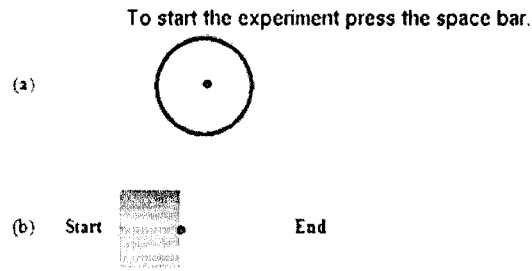 To start the experiment press the space bar.
(a)
(b) Start End